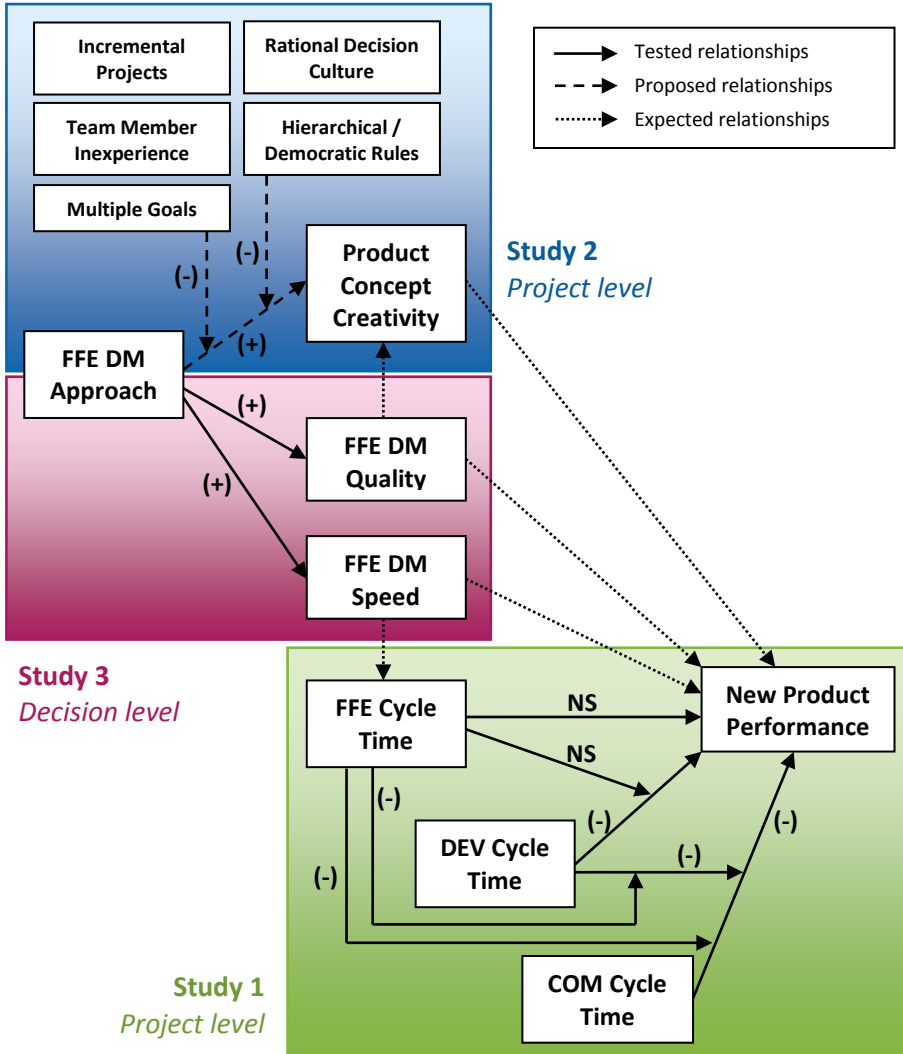 Incremental
Projects
Rational Decision
Culture
Team Member
Inexperience
Hierarchical /
Democratic Rules
Multiple Goals
Tested relationships
Proposed relationships
Expected relationships
(-)
(-)
(+)
Product
Concept
Creativity
Study 2
Project level
FFE DM
Approach
(+)
(+)
FFE DM
Quality
FFE DM
Speed
Study 3
Decision level
FFE Cycle
Time
NS
NS
New Product
Performance
(-)
(-)
(-)
(-)
(-)
DEV Cycle
Time
COM Cycle
Time
Study 1
Project level